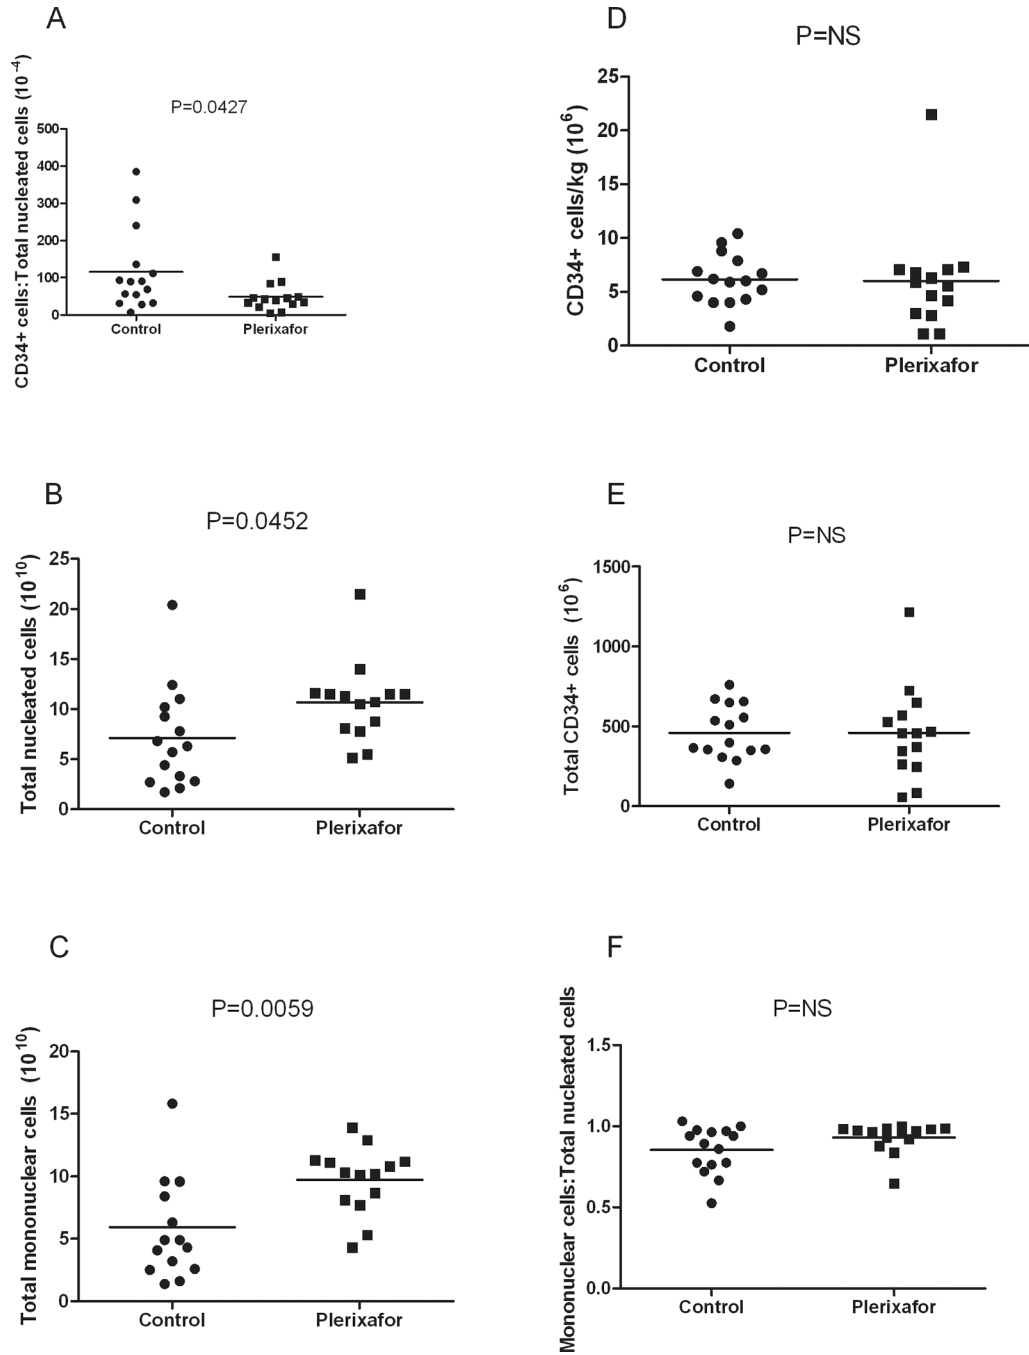 A
P=0.0427
CD34+ cells:Total nucleated cells (10⁻⁴)
500
400
300
200
100
0
Control
Plerixafor
D
P=NS
CD34+ cells/kg (10⁶)
25
20
15
10
5
0
Control
Plerixafor
B
P=0.0452
Total nucleated cells (10¹⁰)
25
20
15
10
5
0
Control
Plerixafor
E
P=NS
Total CD34+ cells (10⁶)
1500
1000
500
0
Control
Plerixafor
C
P=0.0059
Total mononuclear cells (10¹⁰)
20
15
10
5
0
Control
Plerixafor
F
P=NS
Mononuclear cells:Total nucleated cells
1.5
1.0
0.5
0.0
Control
Plerixafor